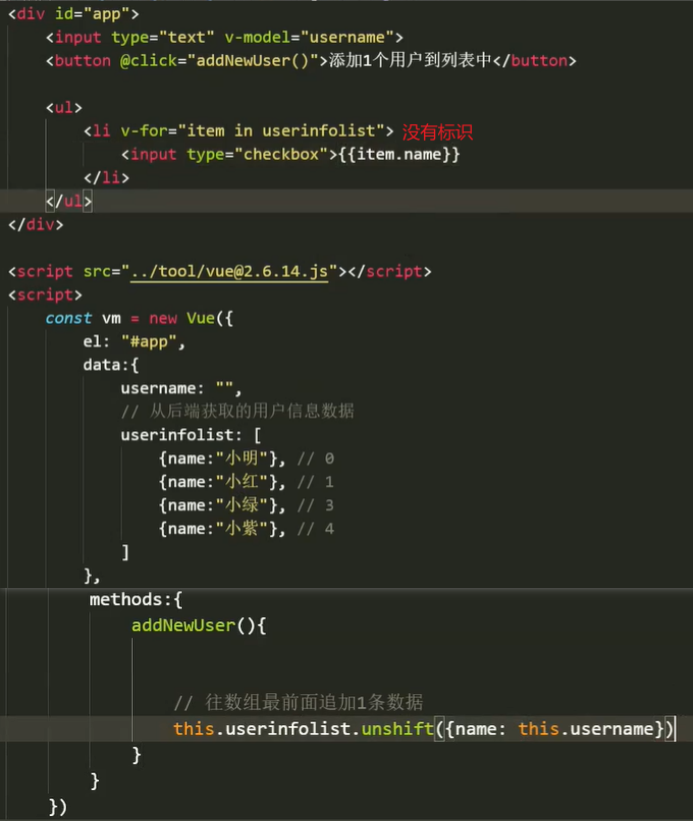 <div id="app">
<input type="text" v-model="username">
<button @click="addNewUser()">添加1个用户到列表中</button>
<ul>
<li v-for="item in userinfolist"> 没有标识
<input type="checkbox">{{item.name}}
</li>
</ul>
</div>
<script src="../tool/vue@2.6.14.js"></script>
<script>
const vm = new Vue({
el: "#app",
data:{
username: "",
// 从后端获取的用户信息数据
userinfolist: [
{name:"小明"}, // 0
{name:"小红"}, // 1
{name:"小绿"}, // 3
{name:"小紫"}, // 4
]
},
methods:{
addNewUser(){
// 往数组最前面追加1条数据
this.userinfolist.unshift({name: this.username})
}
}
})